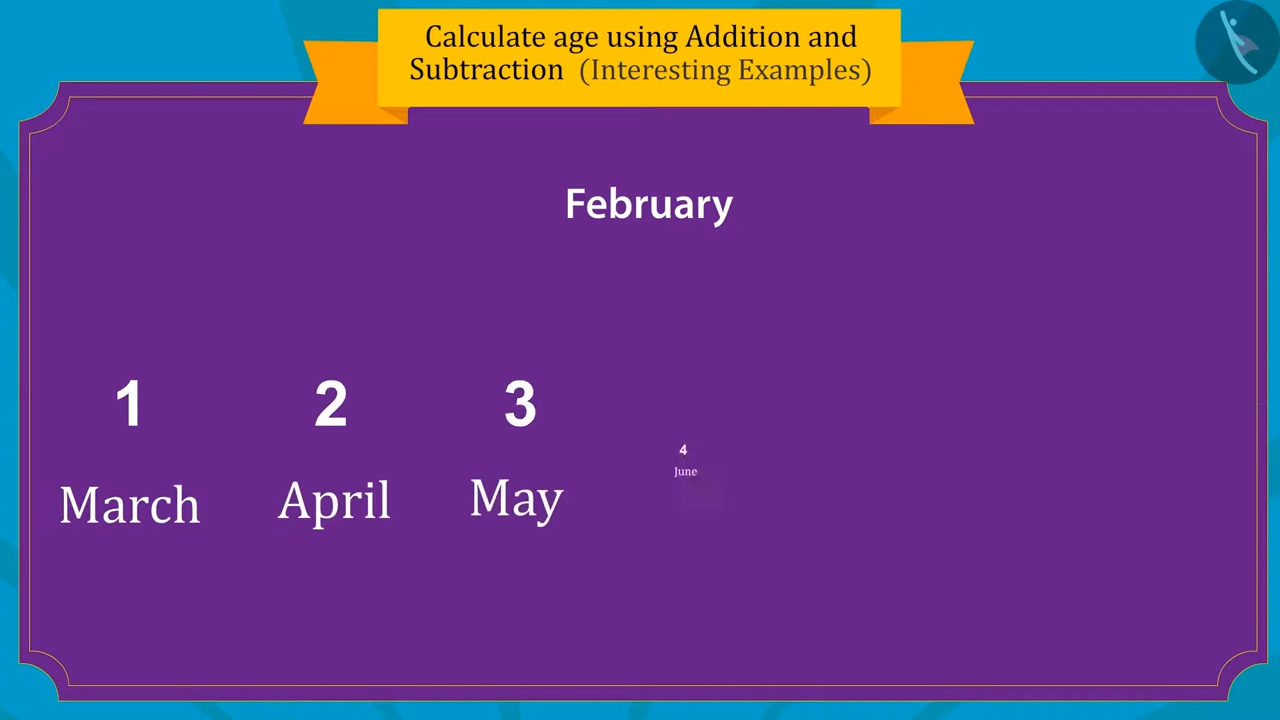 Calculate age using Addition and
Subtraction (Interesting Examples)
February
1 2 3 4
March April May June